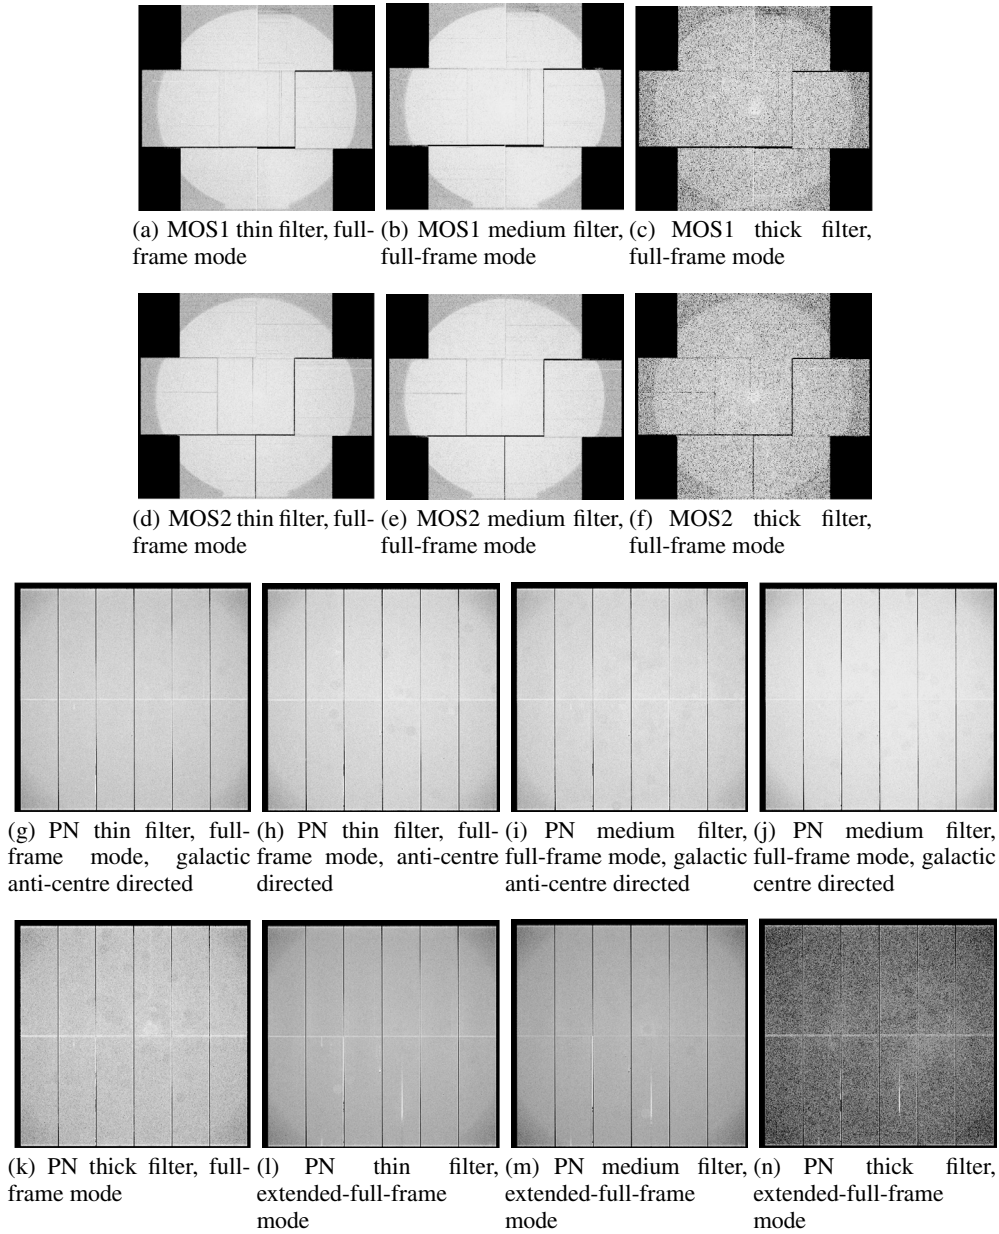 (a) MOS1 thin filter, full-
frame mode
(b) MOS1 medium filter,
full-frame mode
(c) MOS1 thick filter,
full-frame mode
(d) MOS2 thin filter, full-
frame mode
(e) MOS2 medium filter,
full-frame mode
(f) MOS2 thick filter,
full-frame mode
(g) PN thin filter, full-
frame mode, galactic
anti-centre directed
(h) PN thin filter, full-
frame mode, anti-centre
directed
(i) PN medium filter,
full-frame mode, galactic
anti-centre directed
(j) PN medium filter,
full-frame mode, galactic
centre directed
(k) PN thick filter, full-
frame mode
(l) PN thin filter,
extended-full-frame
mode
(m) PN medium filter,
extended-full-frame
mode
(n) PN thick filter,
extended-full-frame
mode